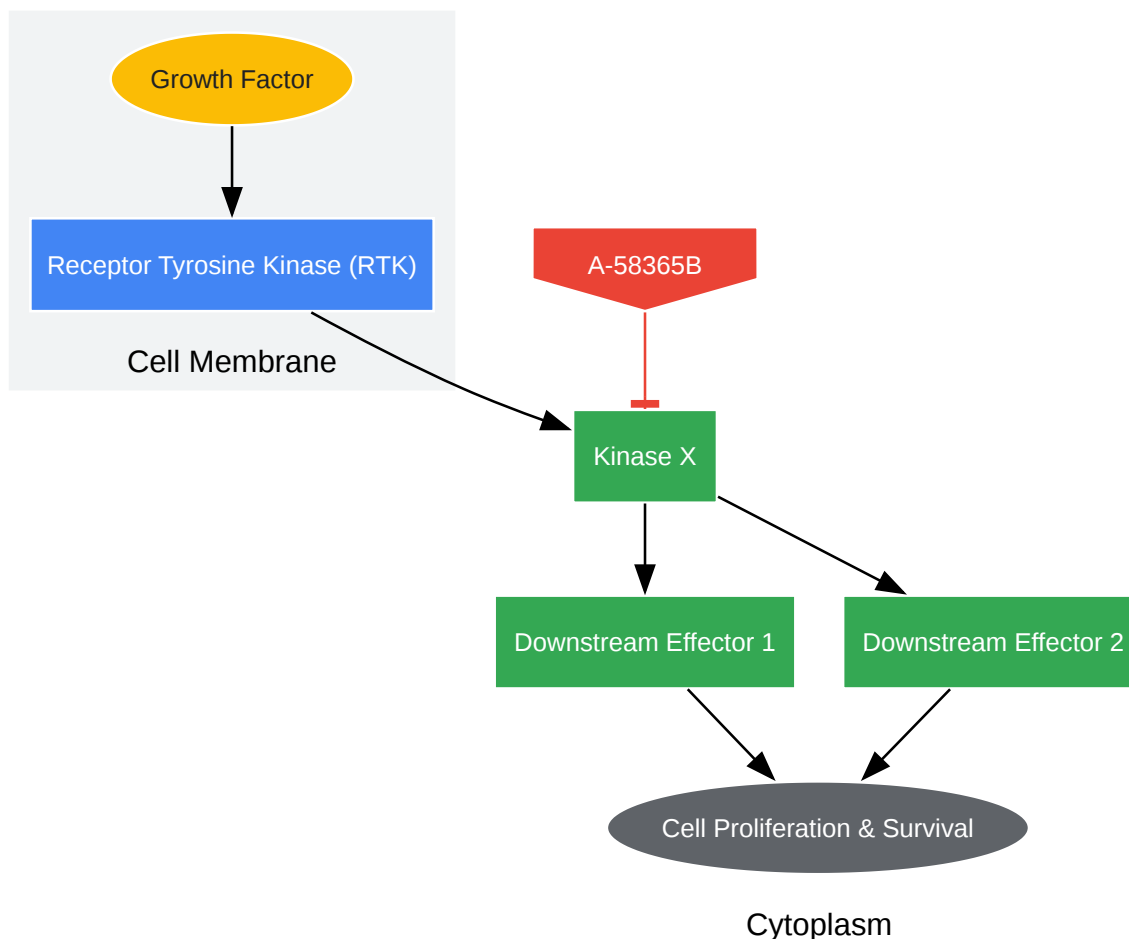 Growth Factor
Receptor Tyrosine Kinase (RTK)
Cell Membrane
A-58365B
Kinase X
Downstream Effector 1
Downstream Effector 2
Cell Proliferation & Survival
Cytoplasm